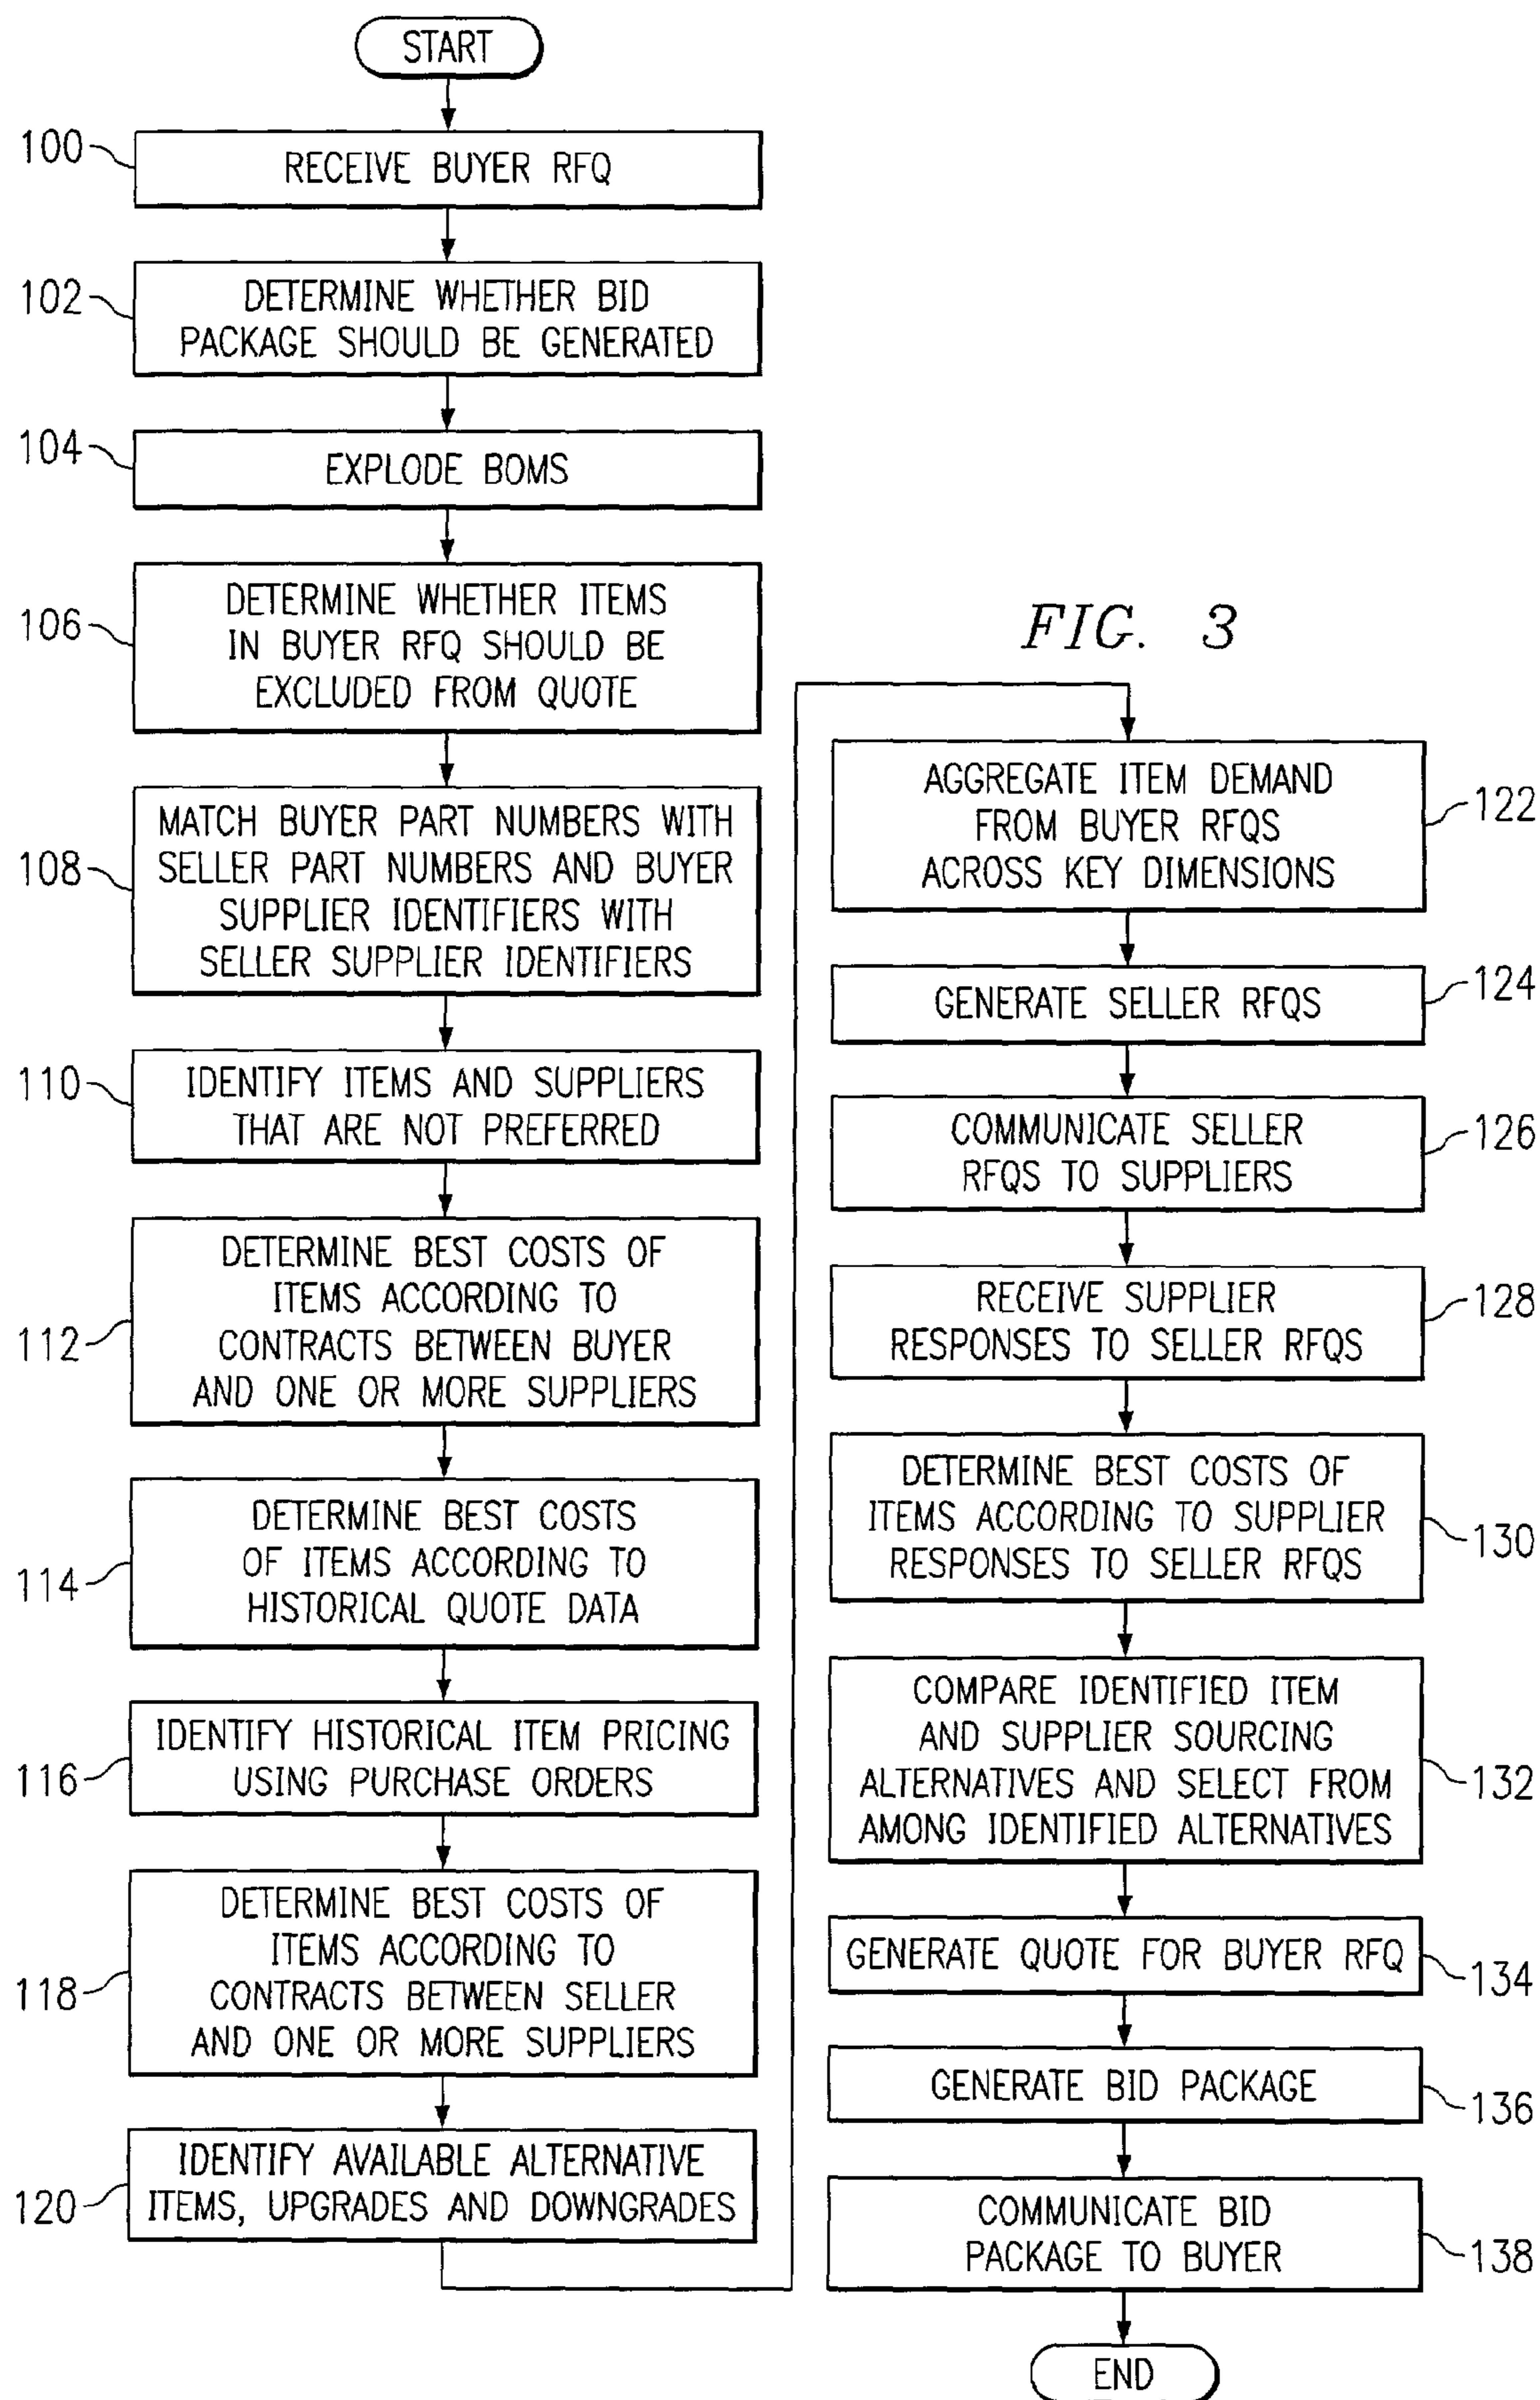 START
100
RECEIVE BUYER RFQ
102
DETERMINE WHETHER BID
PACKAGE SHOULD BE GENERATED
104
EXPLODE BOMS
106
DETERMINE WHETHER ITEMS
IN BUYER RFQ SHOULD BE
EXCLUDED FROM QUOTE
108
MATCH BUYER PART NUMBERS WITH
SELLER PART NUMBERS AND BUYER
SUPPLIER IDENTIFIERS WITH
SELLER SUPPLIER IDENTIFIERS
110
IDENTIFY ITEMS AND SUPPLIERS
THAT ARE NOT PREFERRED
112
DETERMINE BEST COSTS OF
ITEMS ACCORDING TO
CONTRACTS BETWEEN BUYER
AND ONE OR MORE SUPPLIERS
114
DETERMINE BEST COSTS
OF ITEMS ACCORDING TO
HISTORICAL QUOTE DATA
116
IDENTIFY HISTORICAL ITEM PRICING
USING PURCHASE ORDERS
118
DETERMINE BEST COSTS OF
ITEMS ACCORDING TO
CONTRACTS BETWEEN SELLER
AND ONE OR MORE SUPPLIERS
120
IDENTIFY AVAILABLE ALTERNATIVE
ITEMS, UPGRADES AND DOWNGRADES
FIG. 3
AGGREGATE ITEM DEMAND
FROM BUYER RFQS
ACROSS KEY DIMENSIONS
122
GENERATE SELLER RFQS
124
COMMUNICATE SELLER
RFQS TO SUPPLIERS
126
RECEIVE SUPPLIER
RESPONSES TO SELLER RFQS
128
DETERMINE BEST COSTS OF
ITEMS ACCORDING TO SUPPLIER
RESPONSES TO SELLER RFQS
130
COMPARE IDENTIFIED ITEM
AND SUPPLIER SOURCING
ALTERNATIVES AND SELECT FROM
AMONG IDENTIFIED ALTERNATIVES
132
GENERATE QUOTE FOR BUYER RFQ
134
GENERATE BID PACKAGE
136
COMMUNICATE BID
PACKAGE TO BUYER
138
END